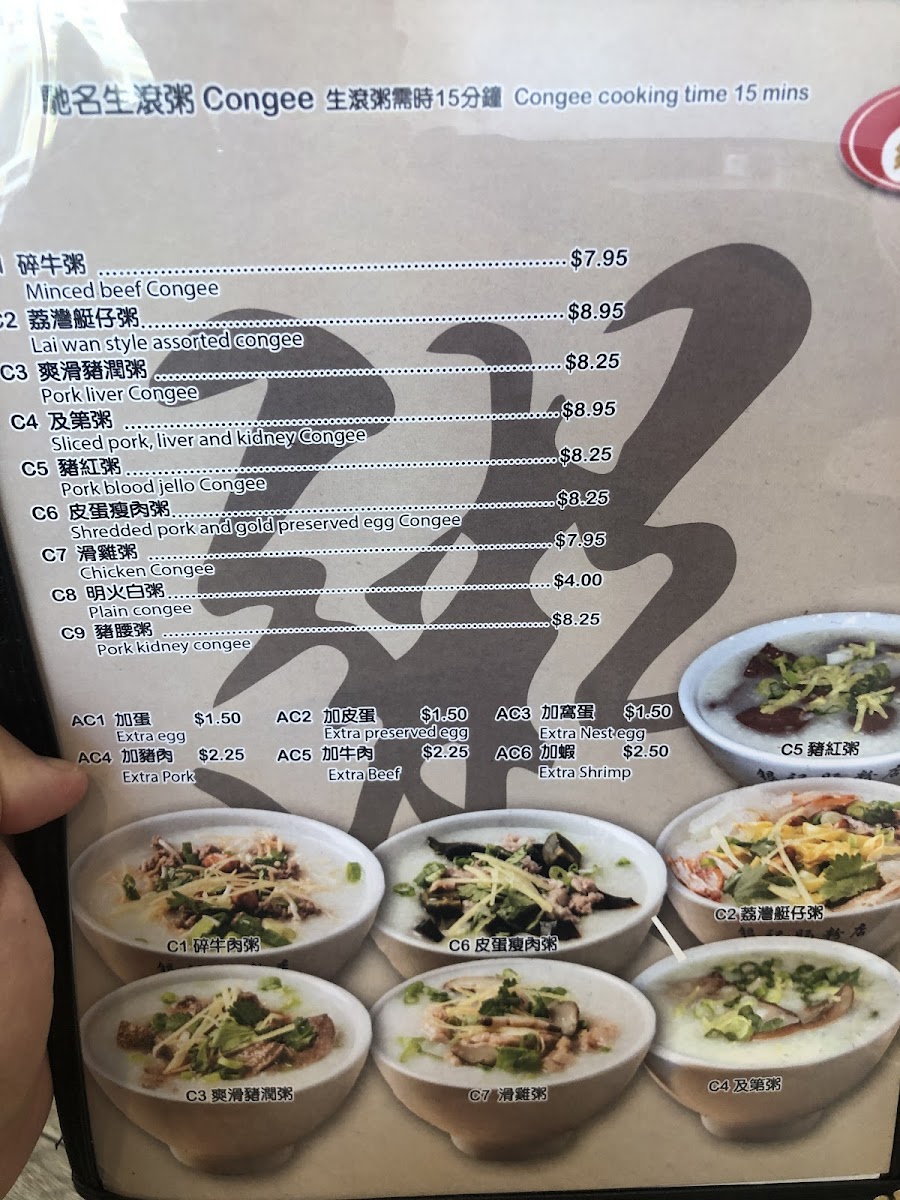 馳名生滾粥 Congee 生滾粥需時15分鐘 Congee cooking time 15 mins
碎牛粥 $7.95
Minced beef Congee
C2 荔灣艇仔粥 $8.95
Lai wan style assorted congee
C3 爽滑豬潤粥 $8.25
Pork liver Congee
C4 及第粥 $8.95
Sliced pork, liver and kidney Congee
C5 豬紅粥 $8.25
Pork blood jello Congee
C6 皮蛋瘦肉粥 $8.25
Shredded pork and gold preserved egg Congee
C7 滑雞粥 $7.95
Chicken Congee
C8 明火白粥 $4.00
Plain congee
C9 豬腰粥 $8.25
Pork kidney congee
粥
AC1 加蛋 $1.50 AC2 加皮蛋 $1.50 AC3 加窩蛋 $1.50
Extra egg Extra preserved egg Extra Nest egg
AC4 加豬肉 $2.25 AC5 加牛肉 $2.25 AC6 加蝦 $2.50
Extra Pork Extra Beef Extra Shrimp
C5 豬紅粥
C2 荔灣艇仔粥
C1 碎牛肉粥
C6 皮蛋瘦肉粥
C3 爽滑豬潤粥
C7 滑雞粥
C4 及第粥